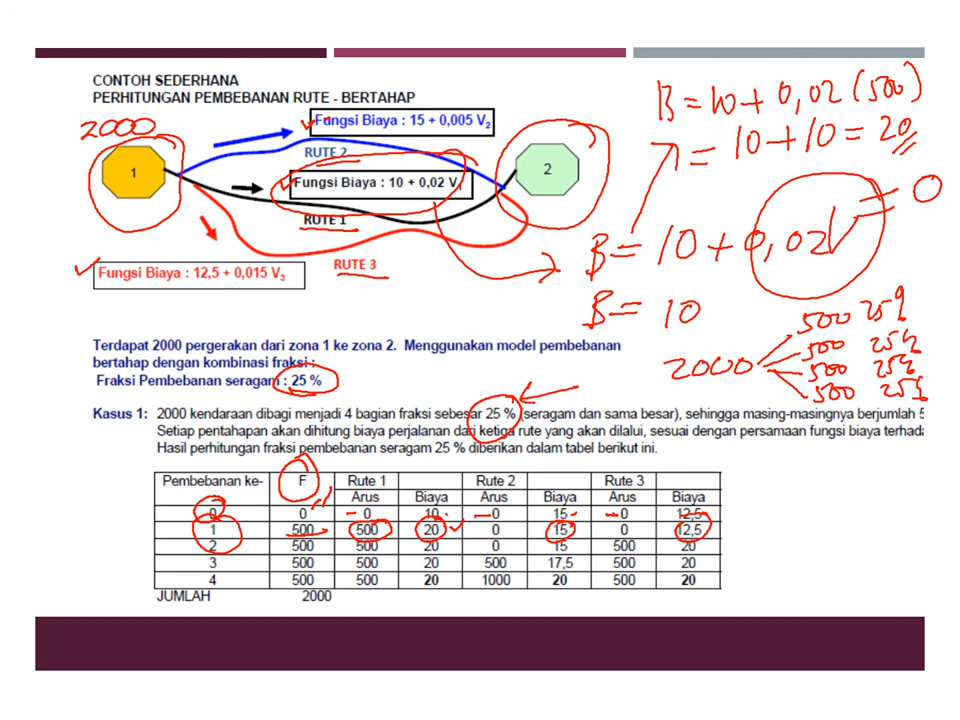 CONTOH SEDERHANA
PERHITUNGAN PEMBEBANAN RUTE - BERTAHAP
2000
1
Fungsi Biaya : 15 + 0,005 V2
RUTE 2
Fungsi Biaya : 10 + 0,02 V1
RUTE 1
2
Fungsi Biaya : 12,5 + 0,015 V3
RUTE 3
B = 10 + 0,02 (500)
= 10 + 10 = 20
B = 10 + 0,02V = 0
B = 10
2000
500 25%
500 25%
500 25%
500 25%
Terdapat 2000 pergerakan dari zona 1 ke zona 2. Menggunakan model pembebanan
bertahap dengan kombinasi fraksi :
Fraksi Pembebanan seragam : 25 %
Kasus 1: 2000 kendaraan dibagi menjadi 4 bagian fraksi sebesar 25 % (seragam dan sama besar), sehingga masing-masingnya berjumlah 5
Setiap pentahapan akan dihitung biaya perjalanan dari ketiga rute yang akan dilalui, sesuai dengan persamaan fungsi biaya terhada
Hasil perhitungan fraksi pembebanan seragam 25 % diberikan dalam tabel berikut ini.
Pembebanan ke- F Rute 1 Rute 2 Rute 3
Arus Biaya Arus Biaya Arus Biaya
0 0 0 10 0 15 0 12,5
1 500 500 20 0 15 0 12,5
2 500 500 20 0 15 500 20
3 500 500 20 500 17,5 500 20
4 500 500 20 1000 20 500 20
JUMLAH 2000